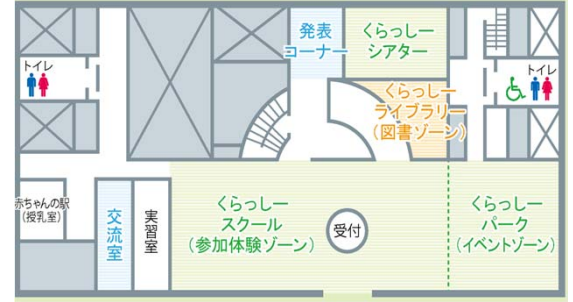 発表
コーナー
くらっしー
シアター
トイレ
トイレ
くらっしー
ライブラリー
(図書ゾーン)
赤ちゃんの駅
(授乳室)
交流室
実習室
くらっしー
スクール
(参加体験ゾーン)
受付
くらっしー
パーク
(イベントゾーン)